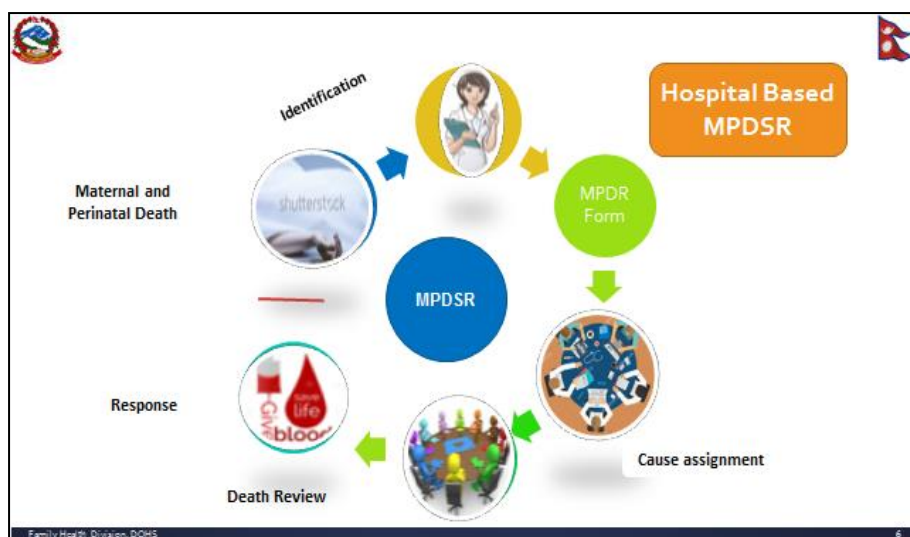 Hospital Based
MPDSR
Identification
Maternal and
Perinatal Death
shutterstock
MPDR
Form
MPDSR
Cause assignment
Death Review
Response
Give
blood
save
life
Family Health Division, DOHS
6